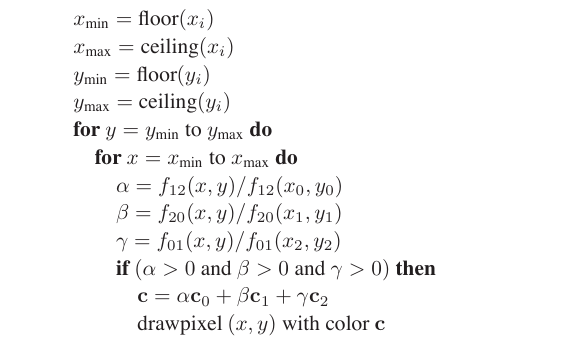 x_min = floor(x_i)
x_max = ceiling(x_i)
y_min = floor(y_i)
y_max = ceiling(y_i)
for y = y_min to y_max do
for x = x_min to x_max do
α = f_12(x, y)/f_12(x_0, y_0)
β = f_20(x, y)/f_20(x_1, y_1)
γ = f_01(x, y)/f_01(x_2, y_2)
if (α > 0 and β > 0 and γ > 0) then
c = αc_0 + βc_1 + γc_2
drawpixel (x, y) with color c